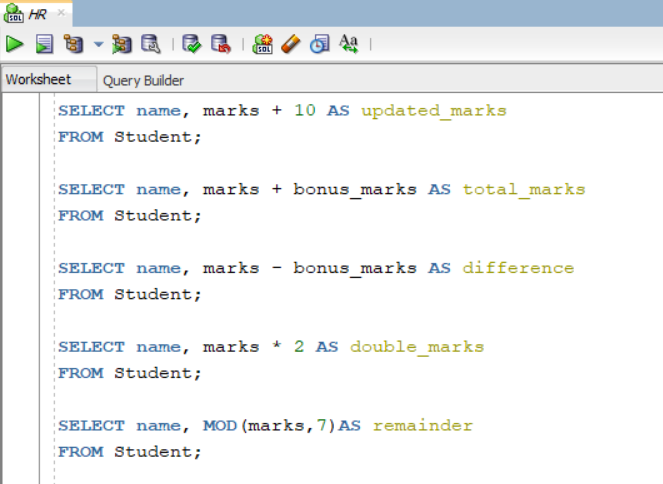 HR
Worksheet
Query Builder
SELECT name, marks + 10 AS updated_marks
FROM Student;
SELECT name, marks + bonus_marks AS total_marks
FROM Student;
SELECT name, marks - bonus_marks AS difference
FROM Student;
SELECT name, marks * 2 AS double_marks
FROM Student;
SELECT name, MOD(marks,7)AS remainder
FROM Student;